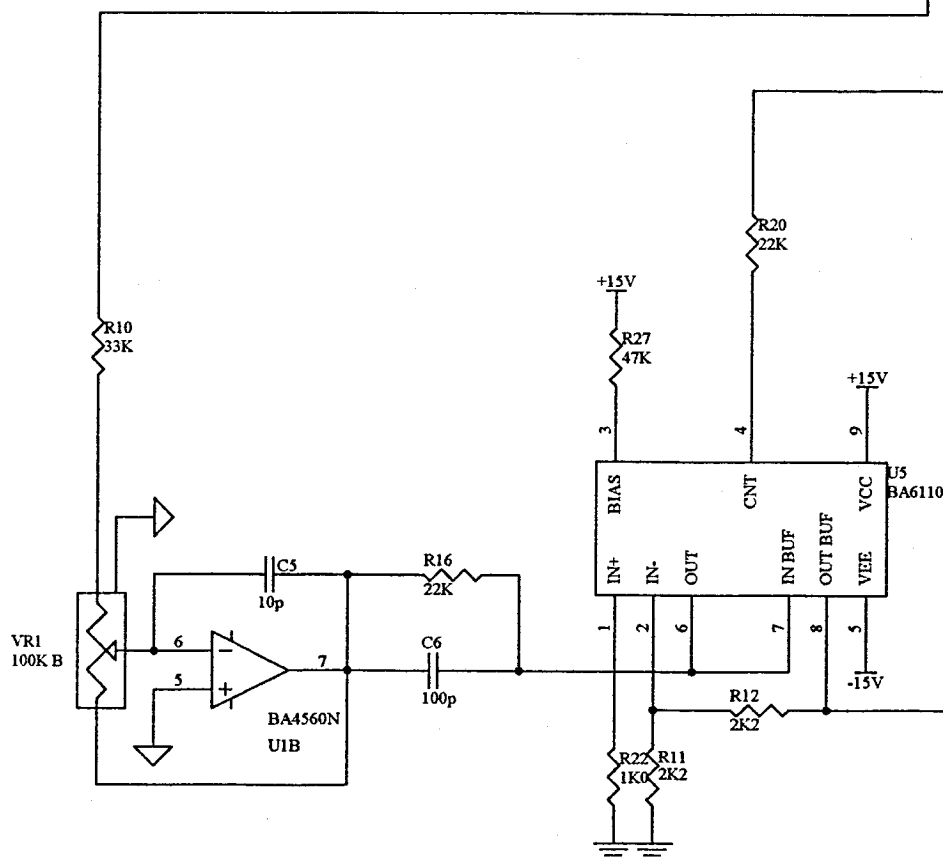 R20
22K
+15V
R10
33K
R27
47K
+15V
3
4
9
U5
BA6110
BIAS
CNT
VCC
IN+
IN-
OUT
IN BUF
OUT BUF
VEE
C5
10p
R16
22K
1
2
6
7
8
5
VR1
100K B
6
5
7
C6
100p
-15V
BA4560N
U1B
R12
2K2
R22
1K0
R11
2K2